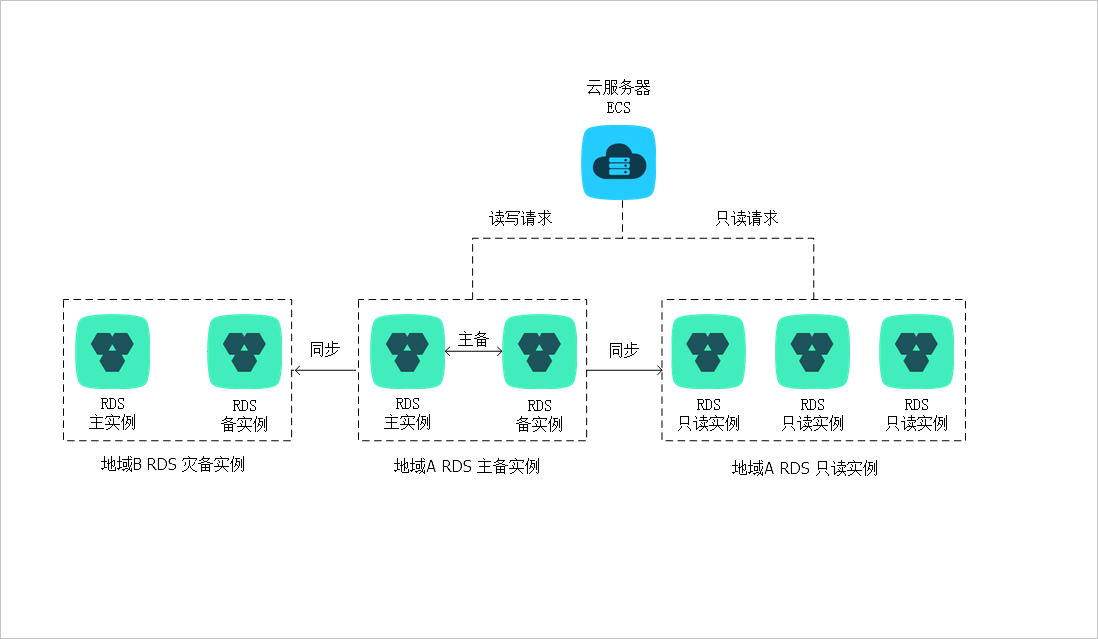 云服务器
ECS
读写请求
只读请求
主备
同步
同步
RDS
主实例
RDS
备实例
RDS
主实例
RDS
备实例
RDS
只读实例
RDS
只读实例
RDS
只读实例
地域B RDS 灾备实例
地域A RDS 主备实例
地域A RDS 只读实例